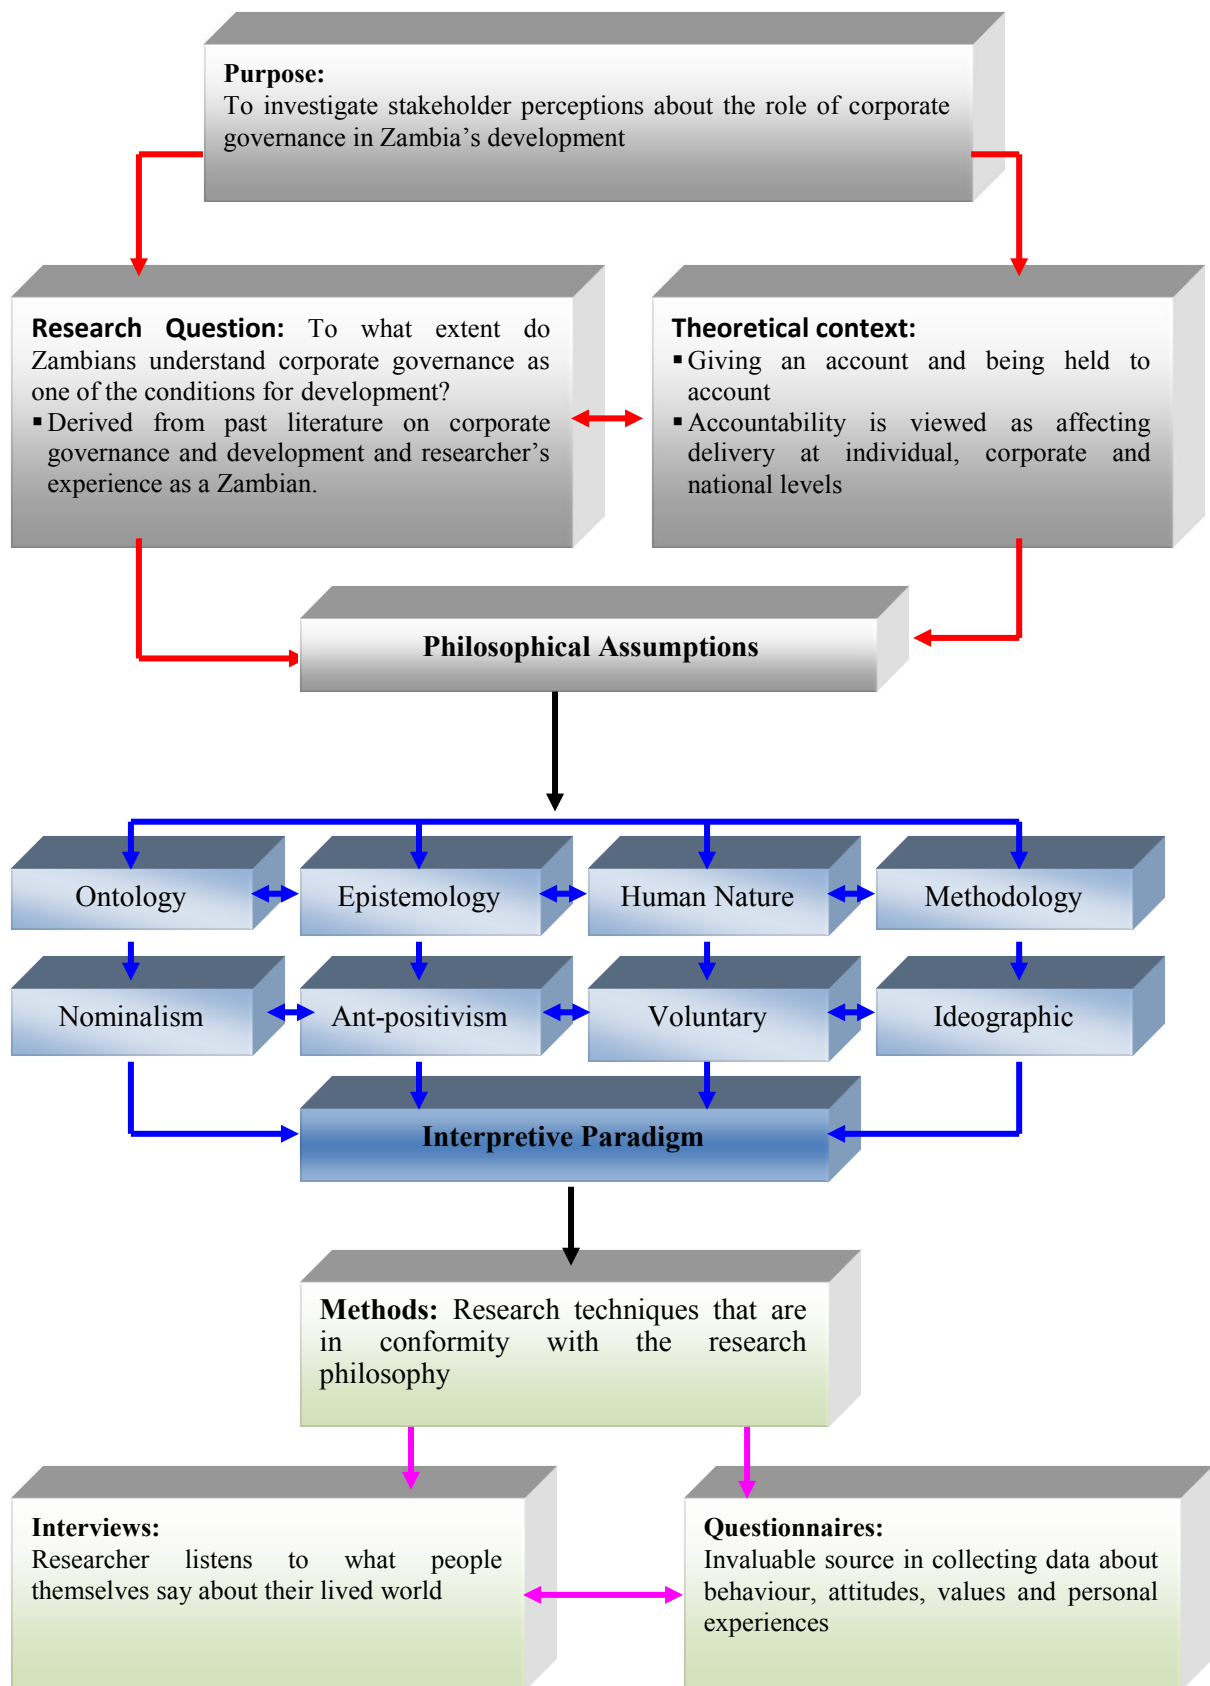 Purpose:
To investigate stakeholder perceptions about the role of corporate
governance in Zambia’s development
Research Question: To what extent do
Zambians understand corporate governance as
one of the conditions for development?
▪ Derived from past literature on corporate
governance and development and researcher’s
experience as a Zambian.
Theoretical context:
▪ Giving an account and being held to
account
▪ Accountability is viewed as affecting
delivery at individual, corporate and
national levels
Philosophical Assumptions
Ontology
Epistemology
Human Nature
Methodology
Nominalism
Ant-positivism
Voluntary
Ideographic
Interpretive Paradigm
Methods: Research techniques that are
in conformity with the research
philosophy
Interviews:
Researcher listens to what people
themselves say about their lived world
Questionnaires:
Invaluable source in collecting data about
behaviour, attitudes, values and personal
experiences